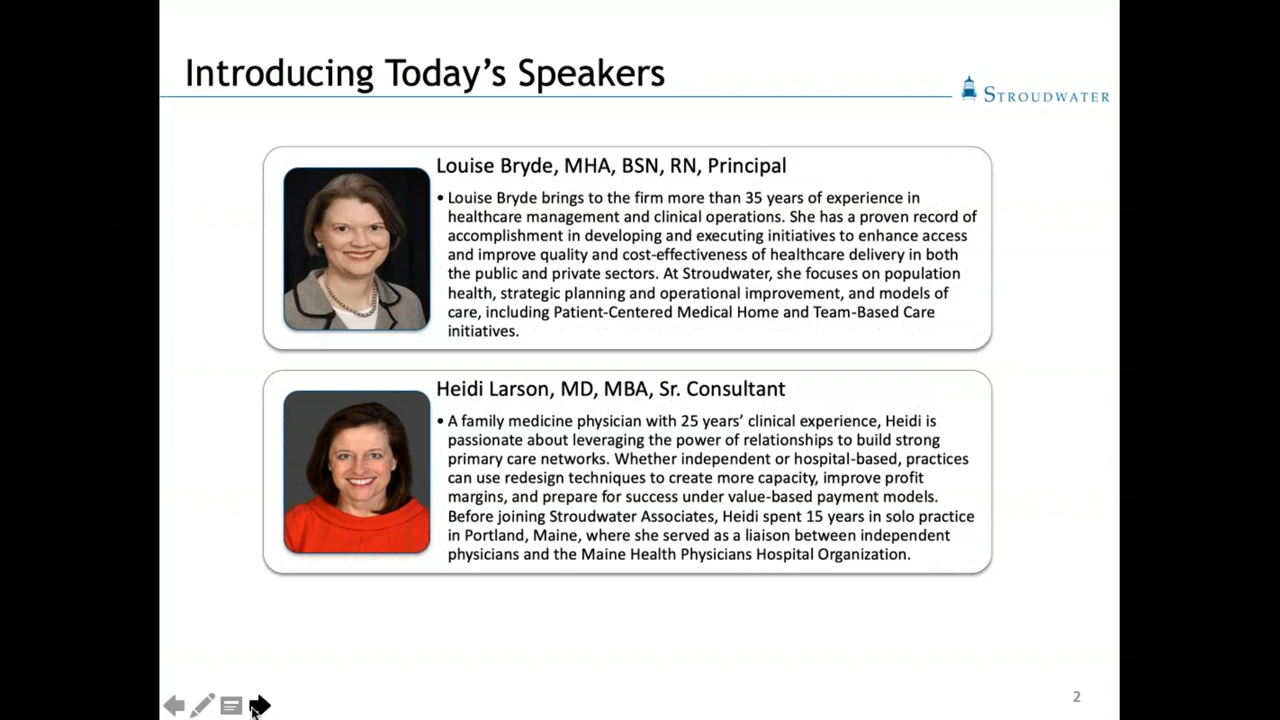 Introducing Today's Speakers
STROUDWATER
Louise Bryde, MHA, BSN, RN, Principal
• Louise Bryde brings to the firm more than 35 years of experience in
healthcare management and clinical operations. She has a proven record of
accomplishment in developing and executing initiatives to enhance access
and improve quality and cost-effectiveness of healthcare delivery in both
the public and private sectors. At Stroudwater, she focuses on population
health, strategic planning and operational improvement, and models of
care, including Patient-Centered Medical Home and Team-Based Care
initiatives.
Heidi Larson, MD, MBA, Sr. Consultant
• A family medicine physician with 25 years' clinical experience, Heidi is
passionate about leveraging the power of relationships to build strong
primary care networks. Whether independent or hospital-based, practices
can use redesign techniques to create more capacity, improve profit
margins, and prepare for success under value-based payment models.
Before joining Stroudwater Associates, Heidi spent 15 years in solo practice
in Portland, Maine, where she served as a liaison between independent
physicians and the Maine Health Physicians Hospital Organization.
2